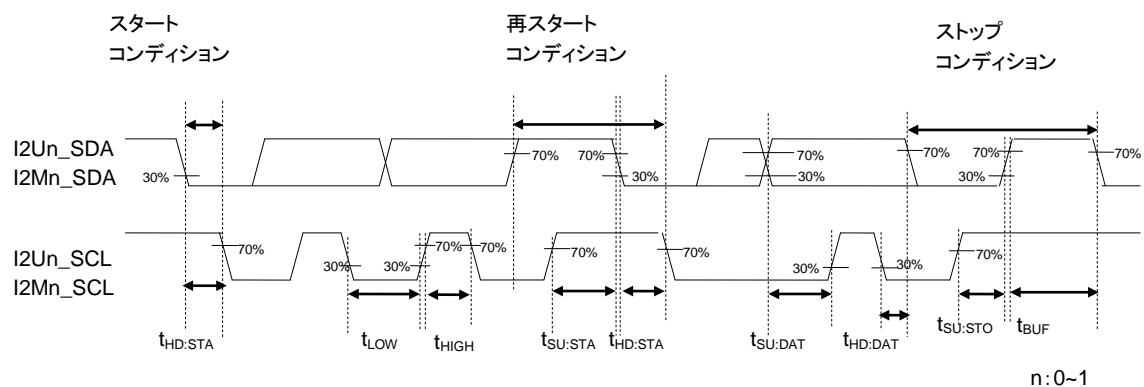 スタート
コンディション
再スタート
コンディション
ストップ
コンディション
I2Un_SDA
I2Mn_SDA
30%
70%
70%
30%
70%
30%
70%
70%
30%
70%
I2Un_SCL
I2Mn_SCL
70%
30%
30%
70%
70%
70%
70%
30%
30%
70%
tHD:STA
tLOW
tHIGH
tSU:STA
tHD:STA
tSU:DAT
tHD:DAT
tSU:STO
tBUF
n:0~1